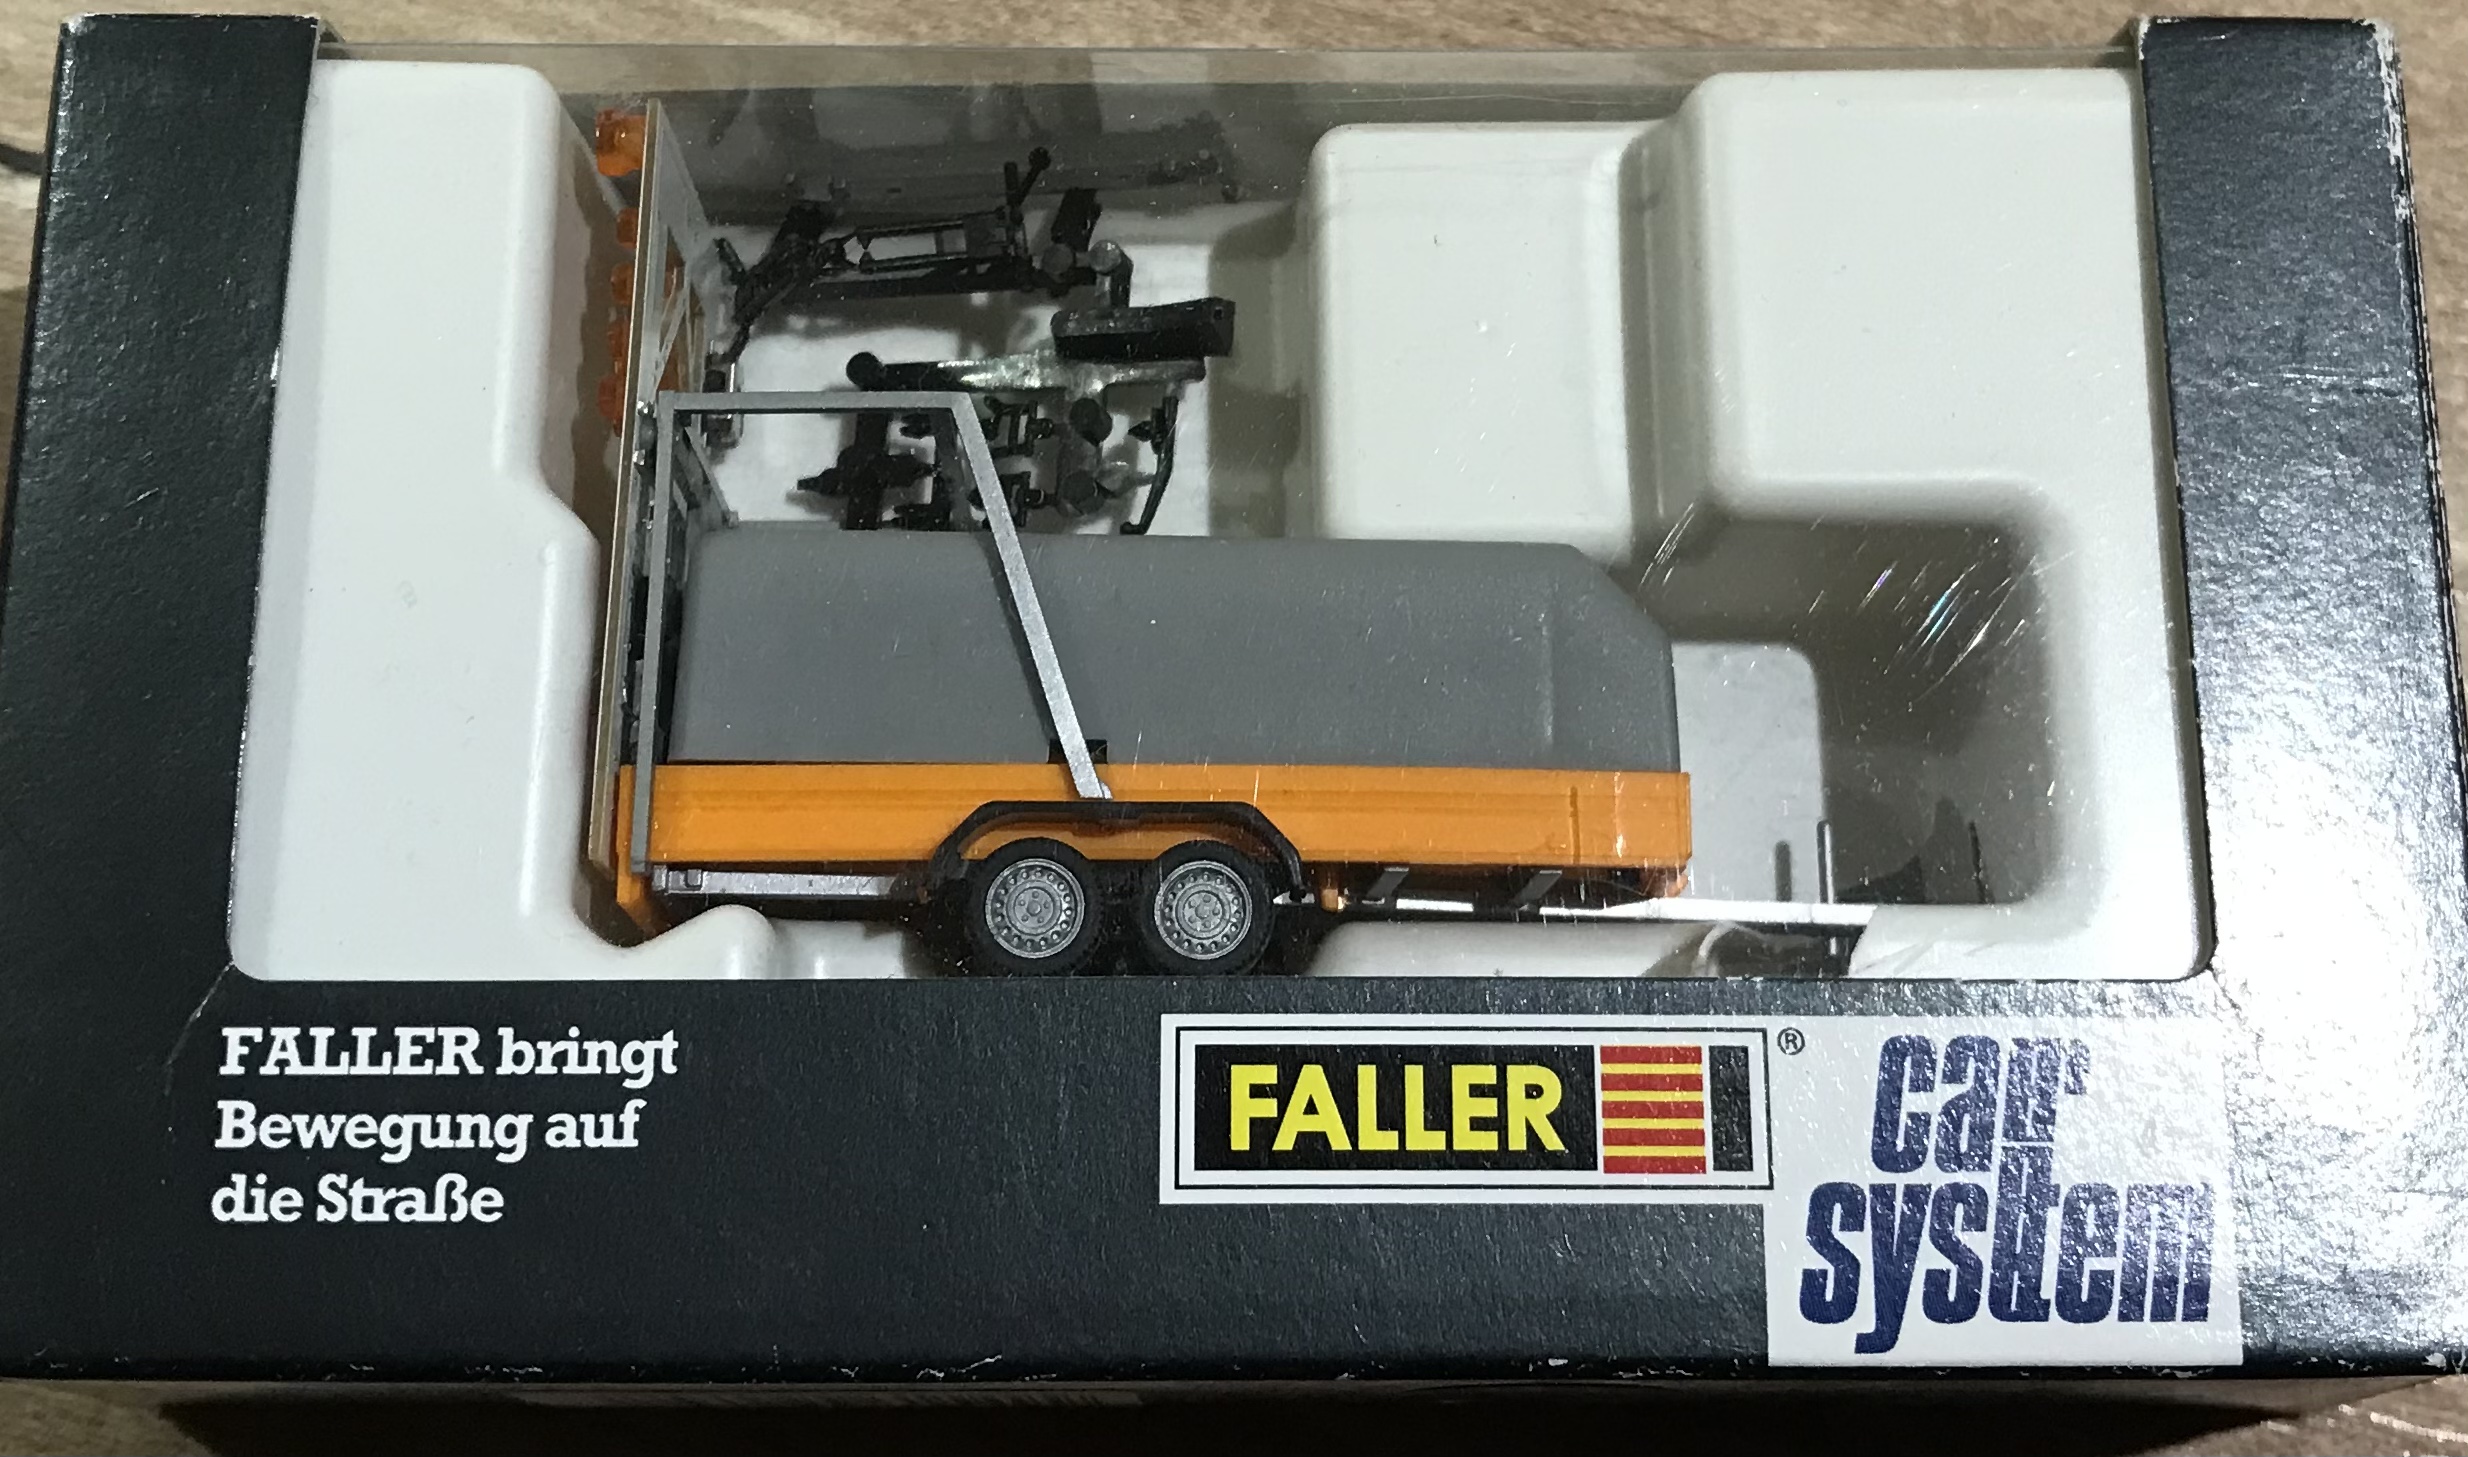 FALLER bringt
Bewegung auf
die Straße
FALLER ®
car
system